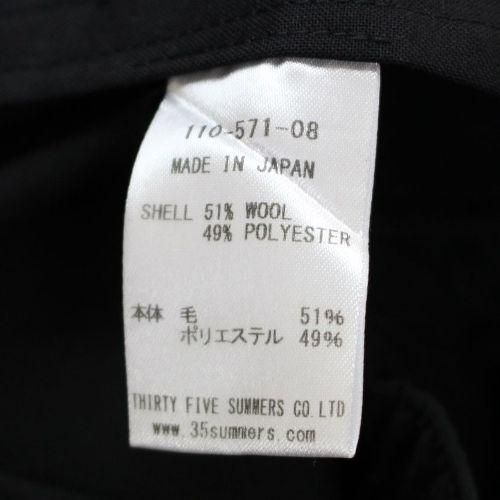 110-571-08
MADE IN JAPAN
SHELL 51% WOOL
49% POLYESTER
本体 毛 51%
ポリエステル 49%
THIRTY FIVE SUMMERS CO.LTD
www.35summers.com